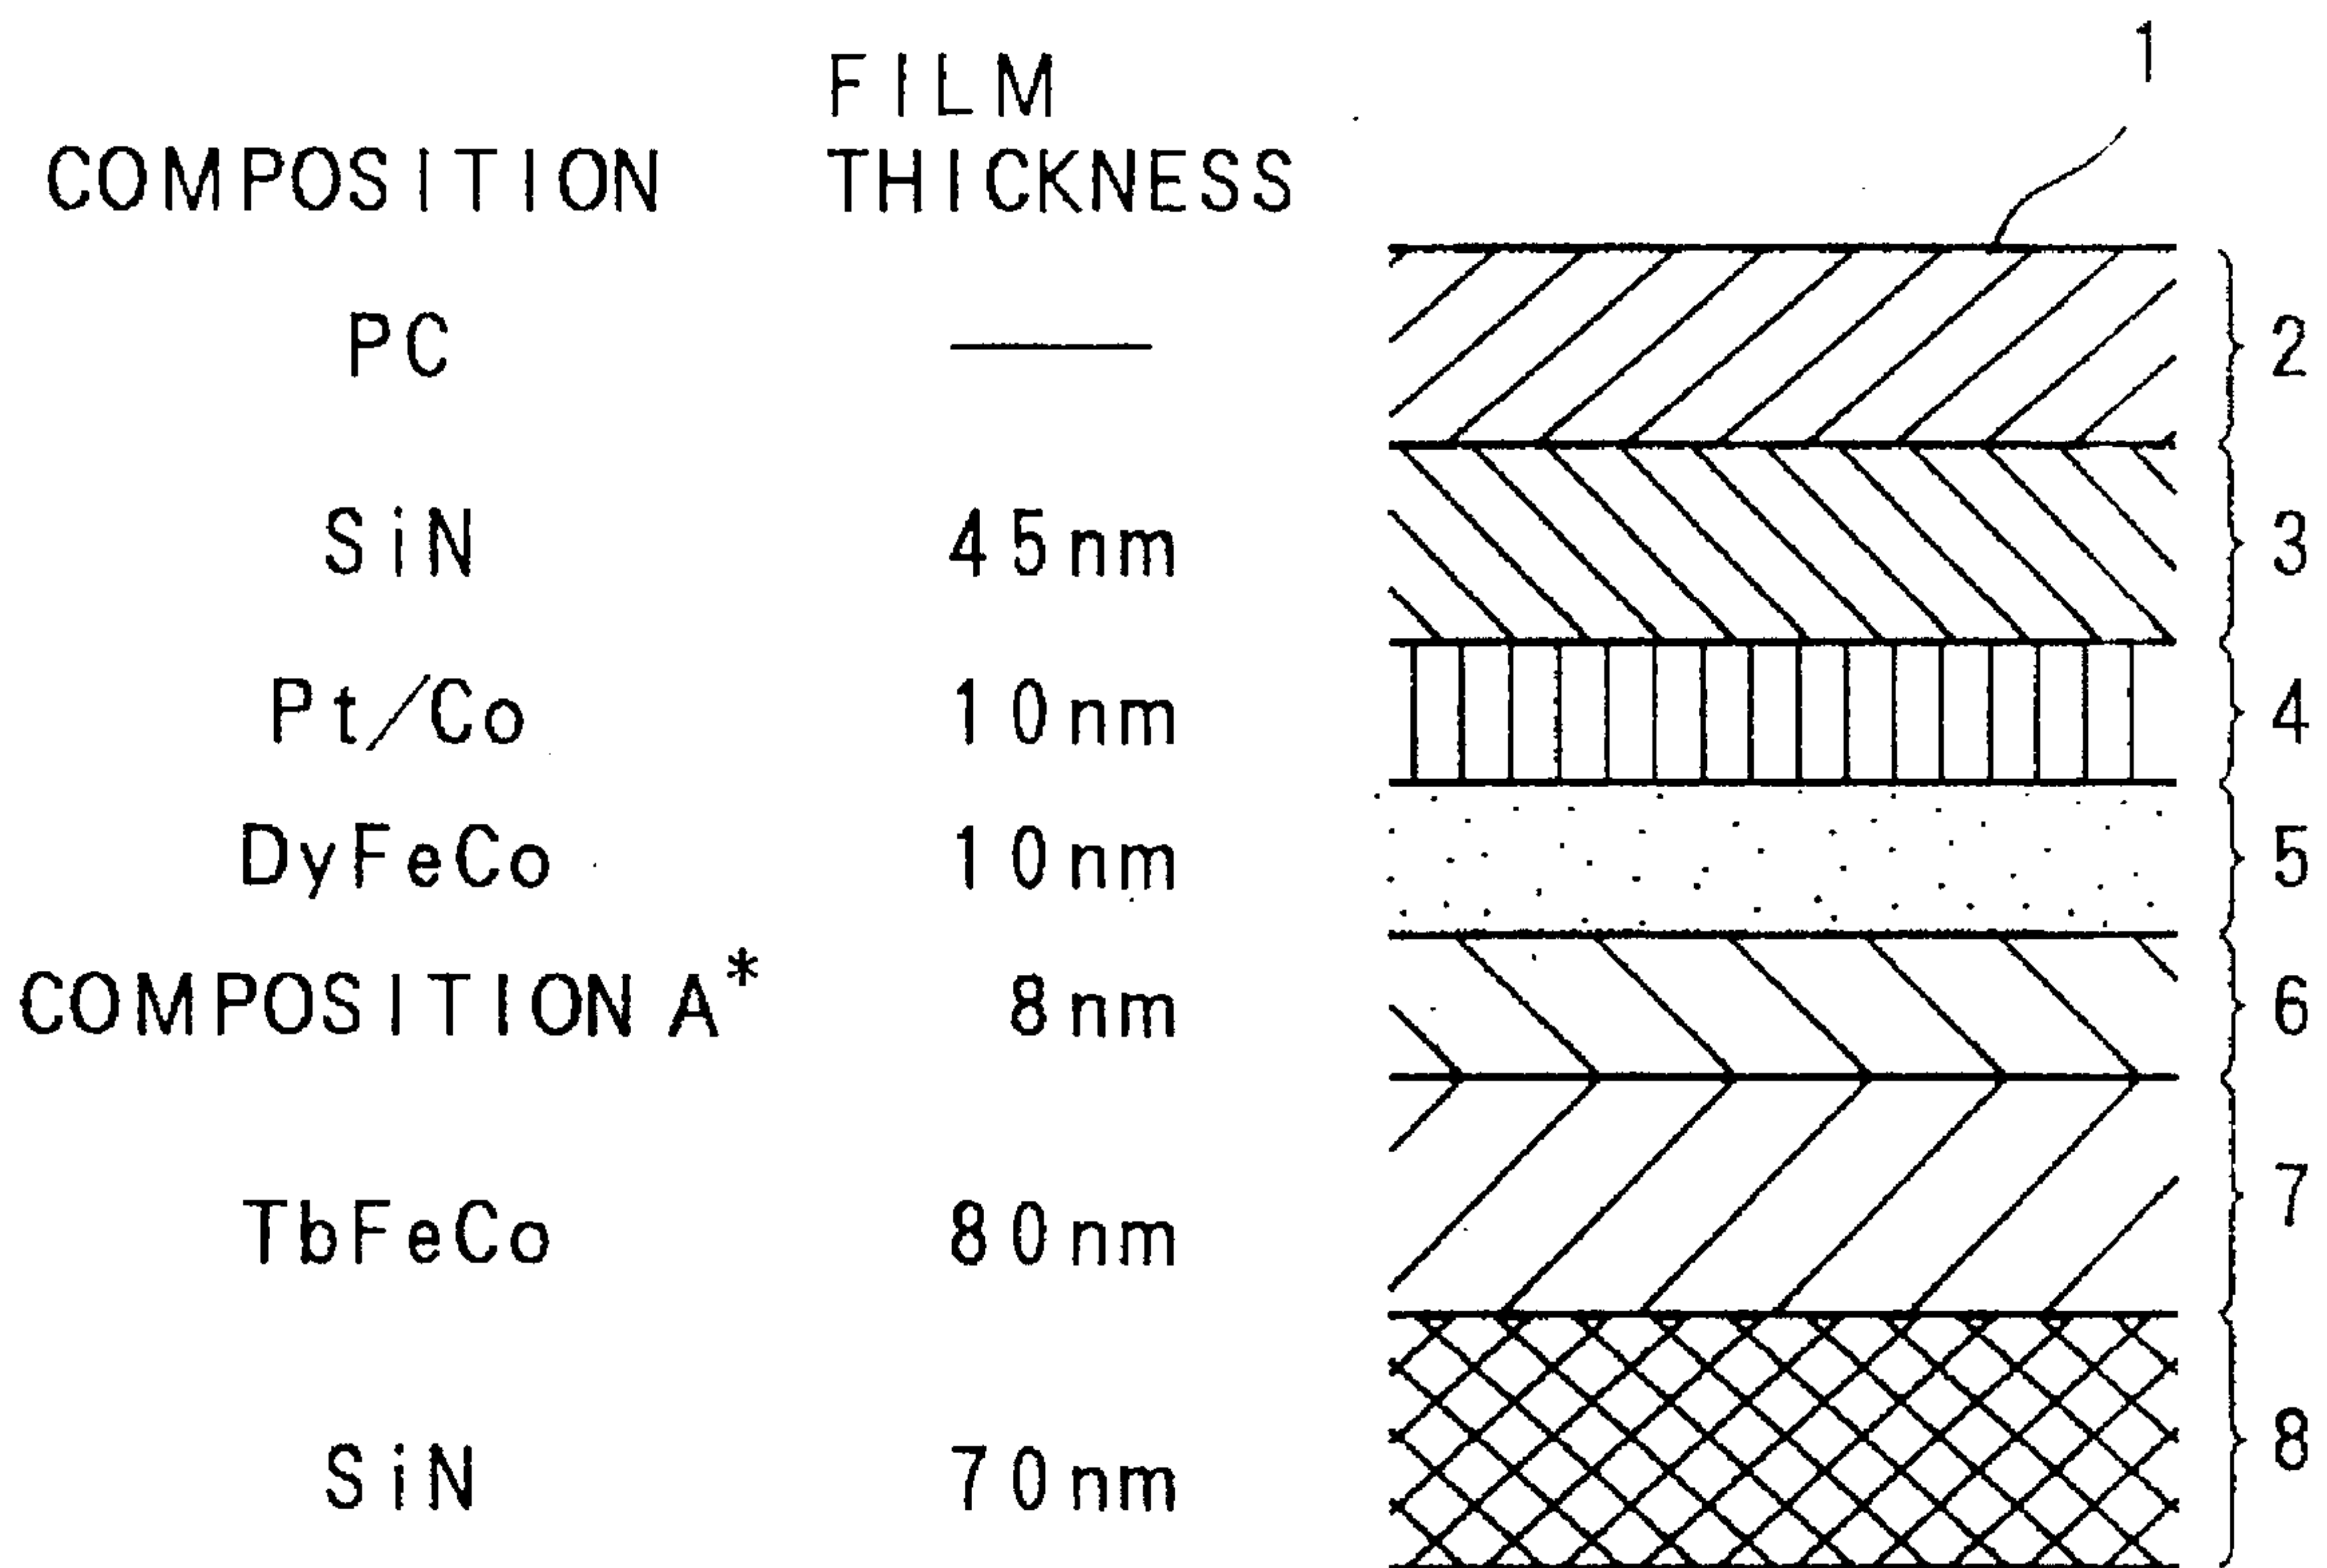 1
FILM
COMPOSITION THICKNESS
PC — 2
SiN 45nm 3
Pt/Co 10nm 4
DyFeCo 10nm 5
COMPOSITION A* 8nm 6
TbFeCo 80nm 7
SiN 70nm 8